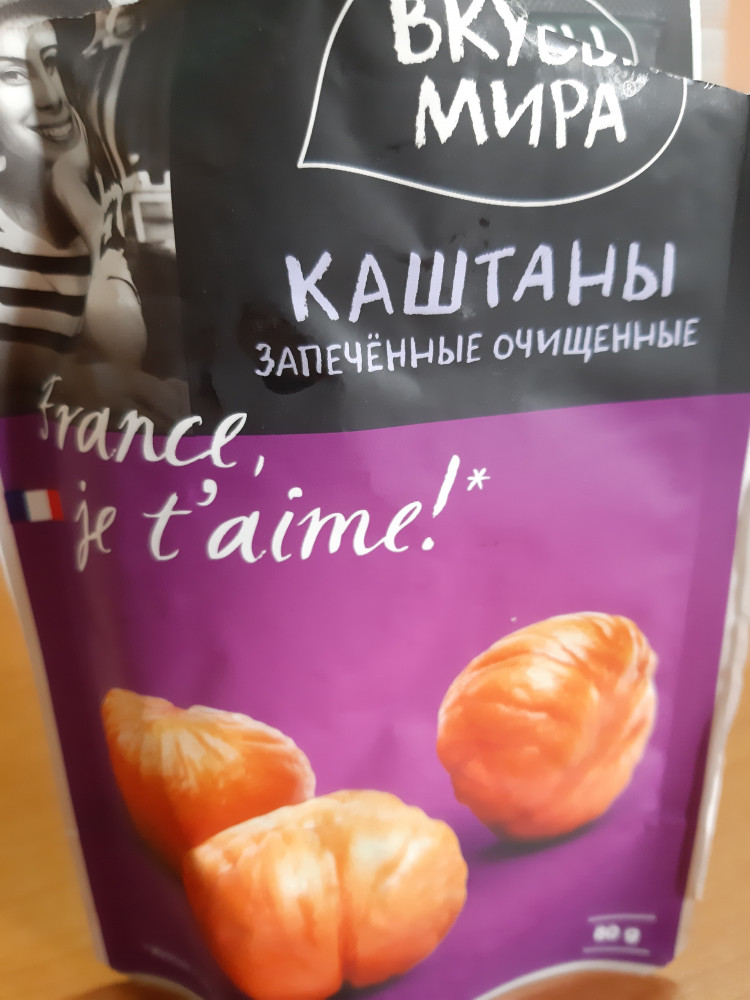 ВКУСЫ
МИРА®
КАШТАНЫ
ЗАПЕЧЁННЫЕ ОЧИЩЕННЫЕ
France,
je t'aime!*